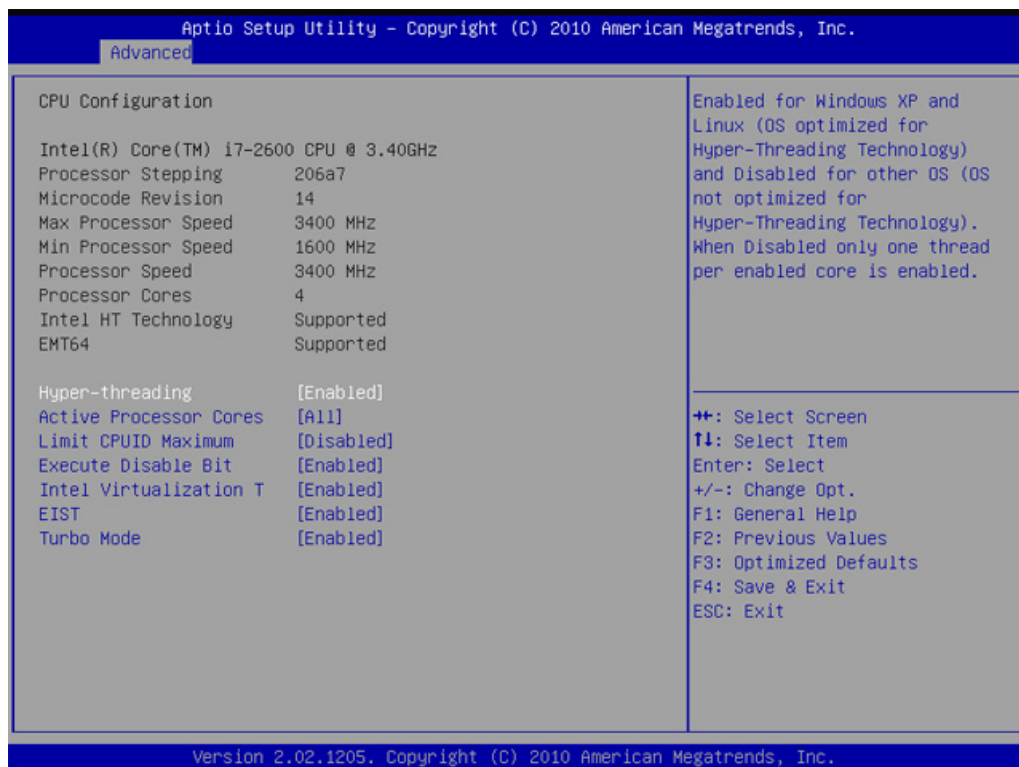 Aptio Setup Utility – Copyright (C) 2010 American Megatrends, Inc.
Advanced
CPU Configuration
Intel(R) Core(TM) i7-2600 CPU @ 3.40GHz
Processor Stepping 206a7
Microcode Revision 14
Max Processor Speed 3400 MHz
Min Processor Speed 1600 MHz
Processor Speed 3400 MHz
Processor Cores 4
Intel HT Technology Supported
EMT64 Supported
Hyper-threading [Enabled]
Active Processor Cores [All]
Limit CPUID Maximum [Disabled]
Execute Disable Bit [Enabled]
Intel Virtualization T [Enabled]
EIST [Enabled]
Turbo Mode [Enabled]
Enabled for Windows XP and
Linux (OS optimized for
Hyper-Threading Technology)
and Disabled for other OS (OS
not optimized for
Hyper-Threading Technology).
When Disabled only one thread
per enabled core is enabled.
→←: Select Screen
↑↓: Select Item
Enter: Select
+/-: Change Opt.
F1: General Help
F2: Previous Values
F3: Optimized Defaults
F4: Save & Exit
ESC: Exit
Version 2.02.1205. Copyright (C) 2010 American Megatrends, Inc.